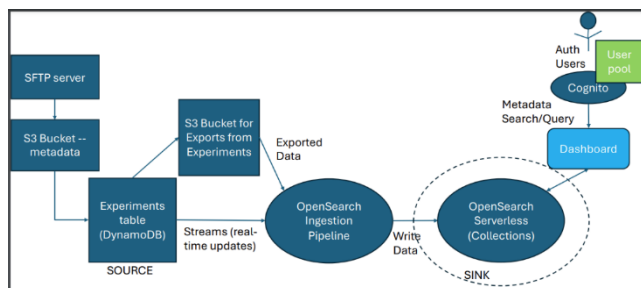 SFTP server
S3 Bucket --
metadata
Experiments
table
(DynamoDB)
SOURCE
S3 Bucket for
Exports from
Experiments
Exported
Data
Streams (real-
time updates)
OpenSearch
Ingestion
Pipeline
Write
Data
OpenSearch
Serverless
(Collections)
SINK
Auth
Users
User
pool
Cognito
Metadata
Search/Query
Dashboard